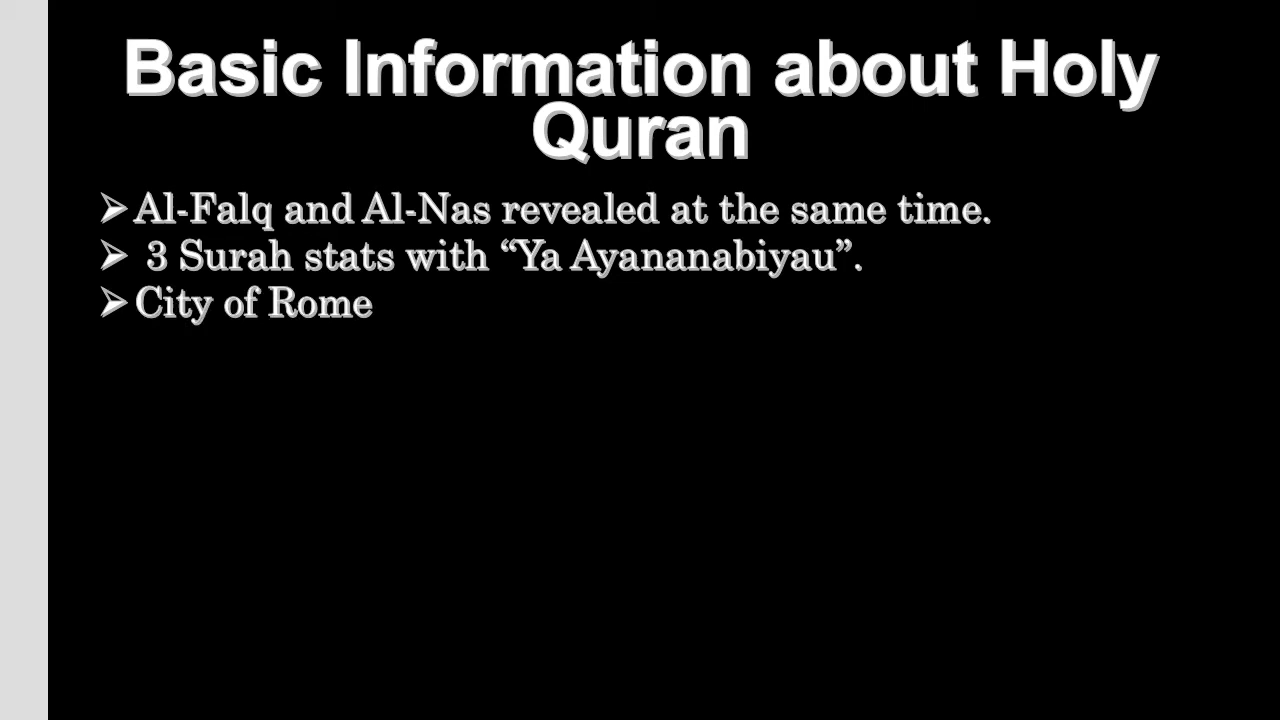 Basic Information about Holy
Quran
➢Al-Falq and Al-Nas revealed at the same time.
➢ 3 Surah stats with “Ya Ayananabiyau”.
➢City of Rome